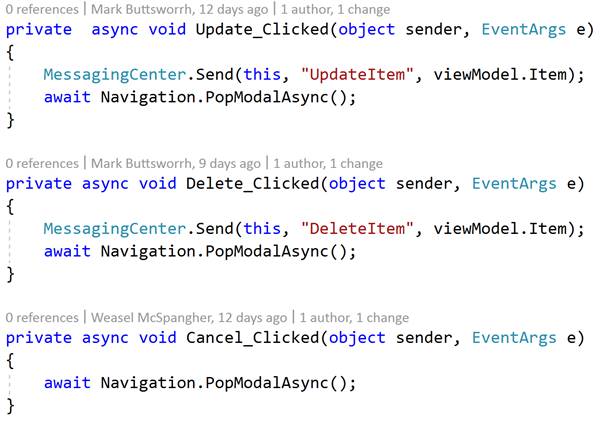 0 references | Mark Buttsworrh, 12 days ago | 1 author, 1 change
private  async void Update_Clicked(object sender, EventArgs e)
{
    MessagingCenter.Send(this, "UpdateItem", viewModel.Item);
    await Navigation.PopModalAsync();
}
0 references | Mark Buttsworrh, 9 days ago | 1 author, 1 change
private async void Delete_Clicked(object sender, EventArgs e)
{
    MessagingCenter.Send(this, "DeleteItem", viewModel.Item);
    await Navigation.PopModalAsync();
}
0 references | Weasel McSpangher, 12 days ago | 1 author, 1 change
private async void Cancel_Clicked(object sender, EventArgs e)
{
    await Navigation.PopModalAsync();
}